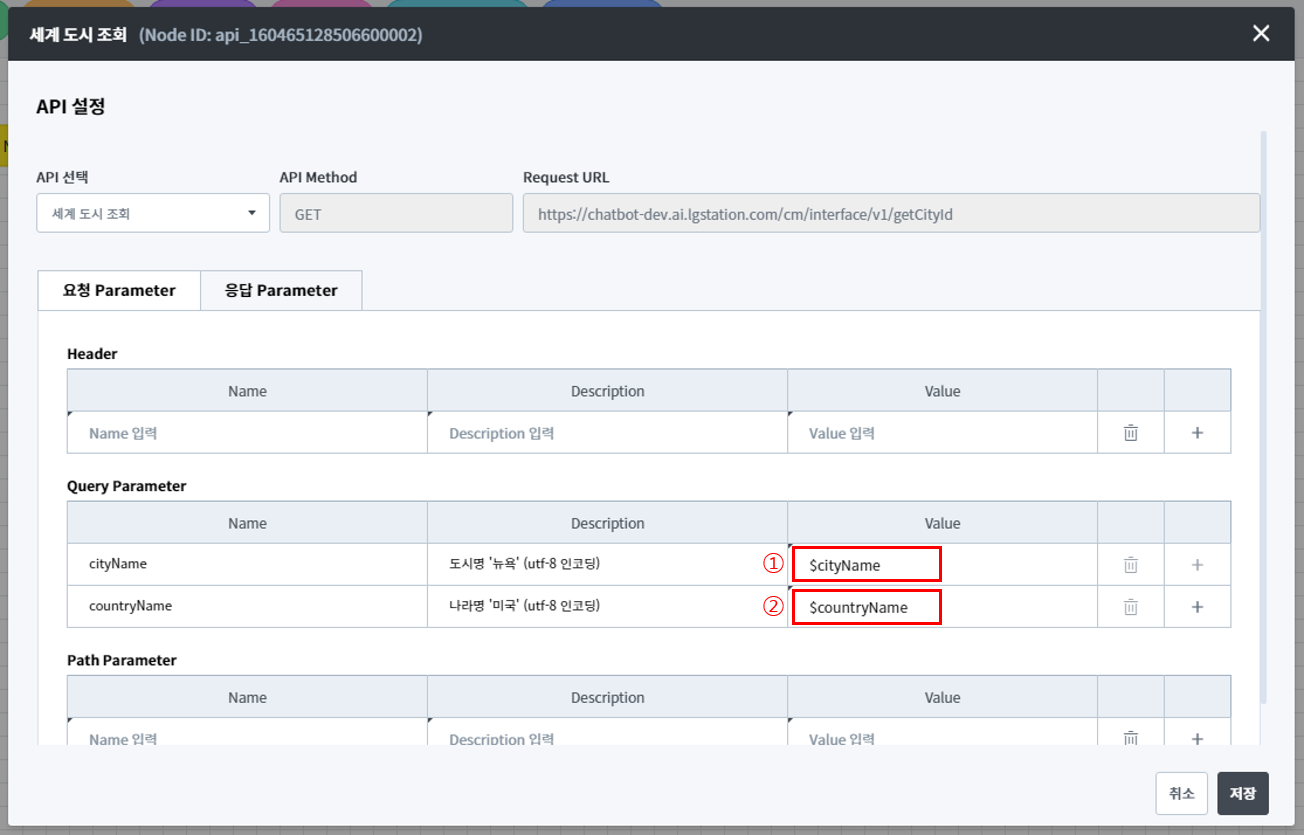 세계 도시 조회 (Node ID: api_160465128506600002)
API 설정
API 선택 API Method Request URL
세계 도시 조회 GET https://chatbot-dev.ai.lgstation.com/cm/interface/v1/getCityId
요청 Parameter 응답 Parameter
Header
Name Description Value
Name 입력 Description 입력 Value 입력
Query Parameter
Name Description Value
cityName 도시명 '뉴욕' (utf-8 인코딩) ① $cityName
countryName 나라명 '미국' (utf-8 인코딩) ② $countryName
Path Parameter
Name Description Value
Name 입력 Description 입력 Value 입력
취소 저장